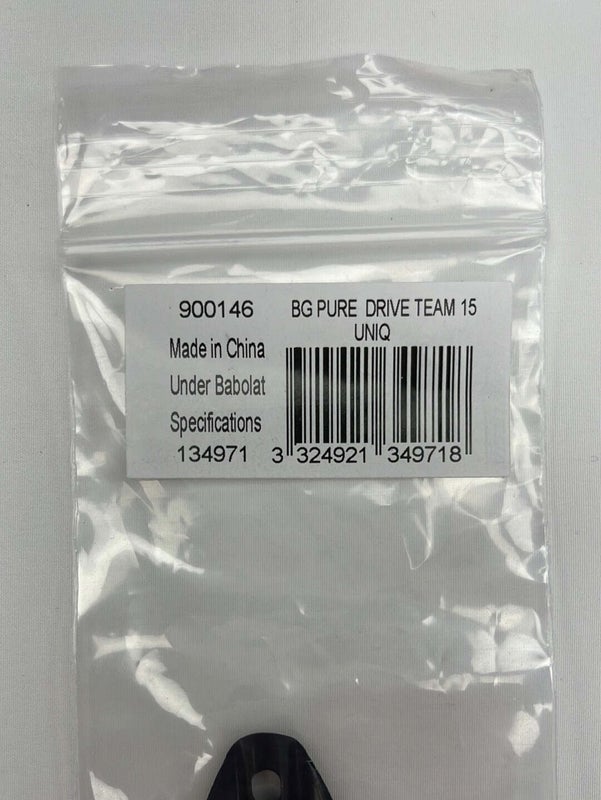 900146
BG PURE DRIVE TEAM 15
UNIQ
Made in China
Under Babolat
Specifications
134971
3 324921 349718